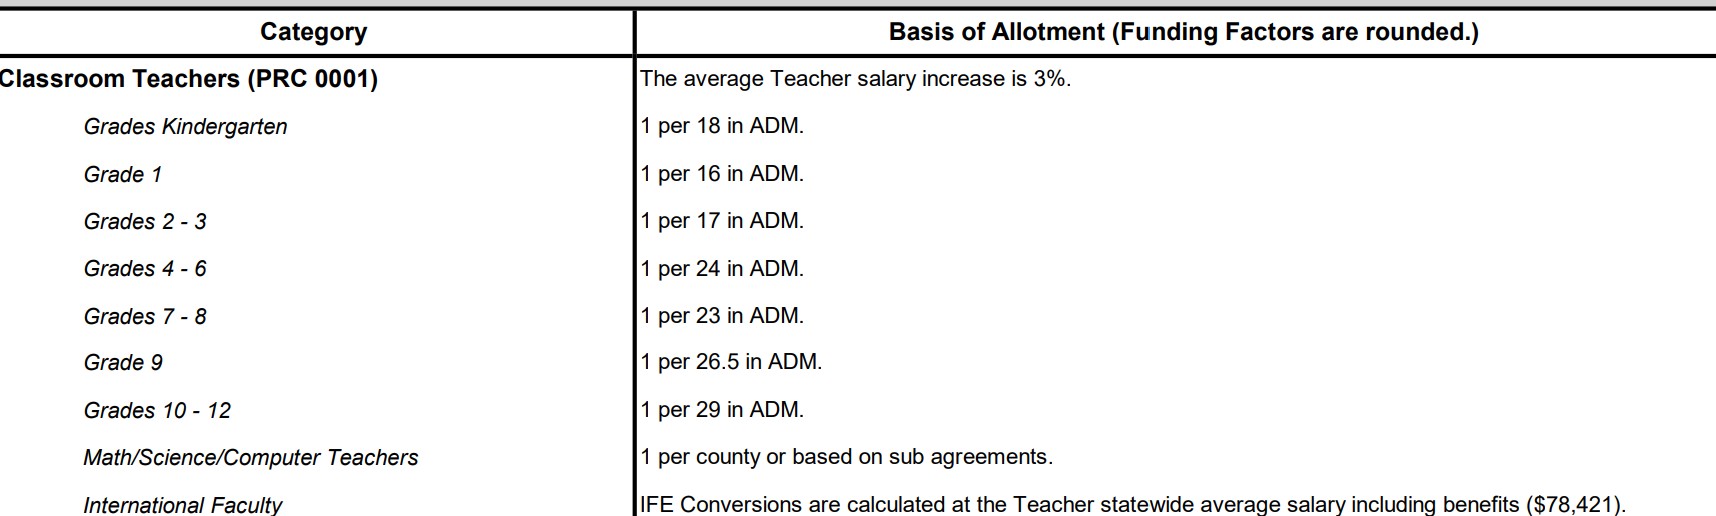 Category Basis of Allotment (Funding Factors are rounded.)
Classroom Teachers (PRC 0001) The average Teacher salary increase is 3%.
Grades Kindergarten 1 per 18 in ADM.
Grade 1 1 per 16 in ADM.
Grades 2 - 3 1 per 17 in ADM.
Grades 4 - 6 1 per 24 in ADM.
Grades 7 - 8 1 per 23 in ADM.
Grade 9 1 per 26.5 in ADM.
Grades 10 - 12 1 per 29 in ADM.
Math/Science/Computer Teachers 1 per county or based on sub agreements.
International Faculty IFE Conversions are calculated at the Teacher statewide average salary including benefits ($78,421).